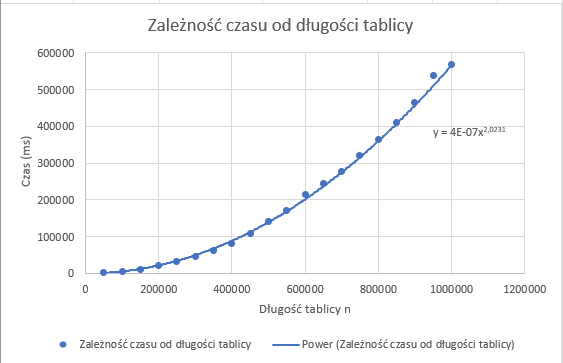 Zależność czasu od długości tablicy
600000
500000
400000
300000
200000
100000
0
Czas (ms)
y = 4E-07x^2,0231
0 200000 400000 600000 800000 1000000 1200000
Długość tablicy n
Zależność czasu od długości tablicy Power (Zależność czasu od długości tablicy)